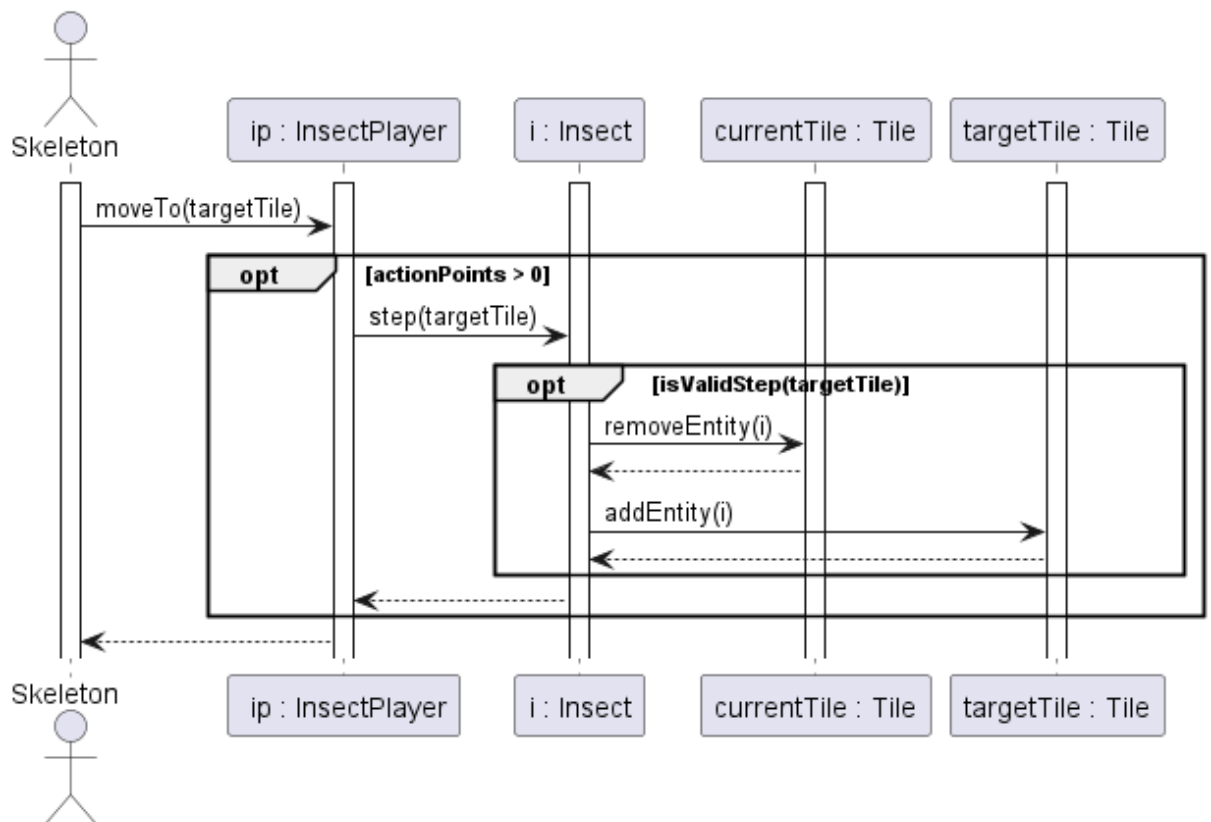 Skeleton
ip : InsectPlayer
i : Insect
currentTile : Tile
targetTile : Tile
moveTo(targetTile)
opt
[actionPoints > 0]
step(targetTile)
opt
[isValidStep(targetTile)]
removeEntity(i)
addEntity(i)
Skeleton
ip : InsectPlayer
i : Insect
currentTile : Tile
targetTile : Tile